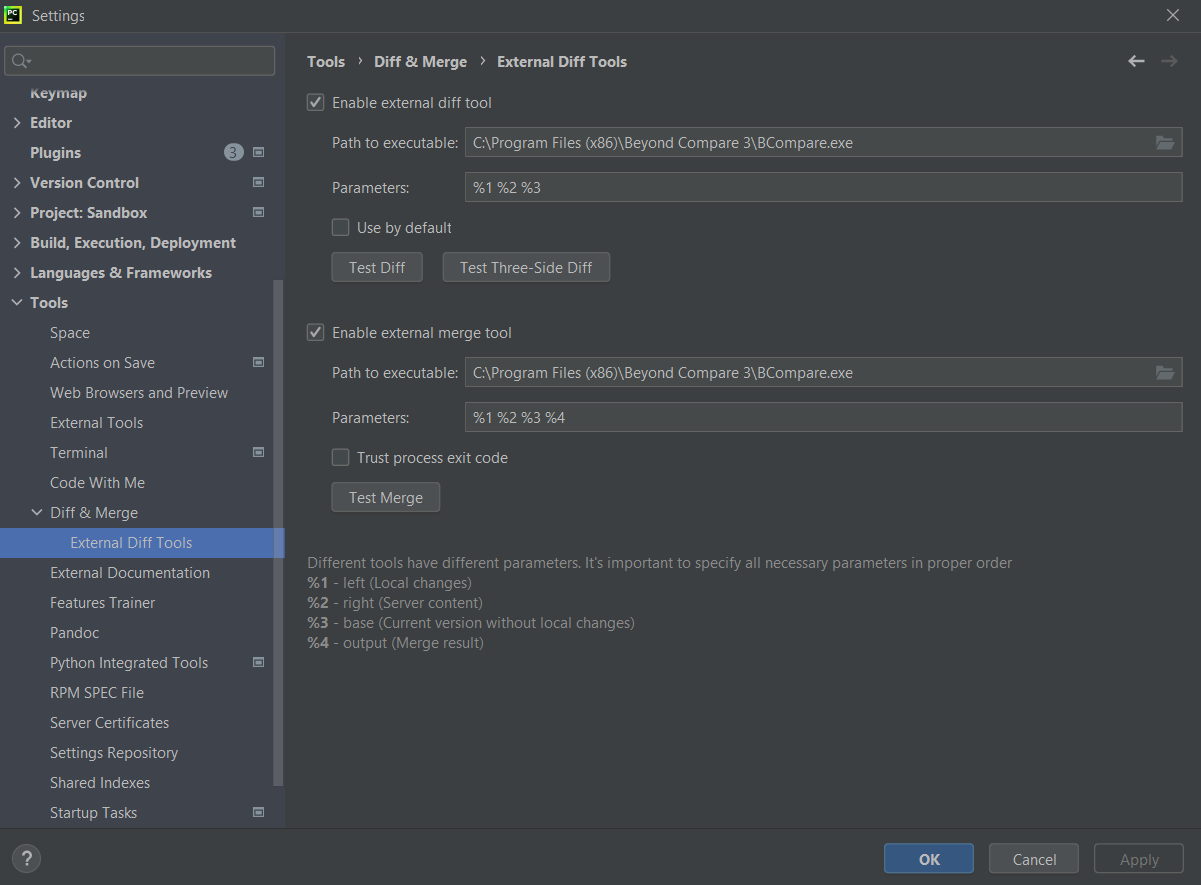 PC
Settings
Keymap
Editor
Plugins 3
Version Control
Project: Sandbox
Build, Execution, Deployment
Languages & Frameworks
Tools
Space
Actions on Save
Web Browsers and Preview
External Tools
Terminal
Code With Me
Diff & Merge
External Diff Tools
External Documentation
Features Trainer
Pandoc
Python Integrated Tools
RPM SPEC File
Server Certificates
Settings Repository
Shared Indexes
Startup Tasks
Tools › Diff & Merge › External Diff Tools
Enable external diff tool
Path to executable: C:\Program Files (x86)\Beyond Compare 3\BCompare.exe
Parameters: %1 %2 %3
Use by default
Test Diff Test Three-Side Diff
Enable external merge tool
Path to executable: C:\Program Files (x86)\Beyond Compare 3\BCompare.exe
Parameters: %1 %2 %3 %4
Trust process exit code
Test Merge
Different tools have different parameters. It's important to specify all necessary parameters in proper order
%1 - left (Local changes)
%2 - right (Server content)
%3 - base (Current version without local changes)
%4 - output (Merge result)
? OK Cancel Apply